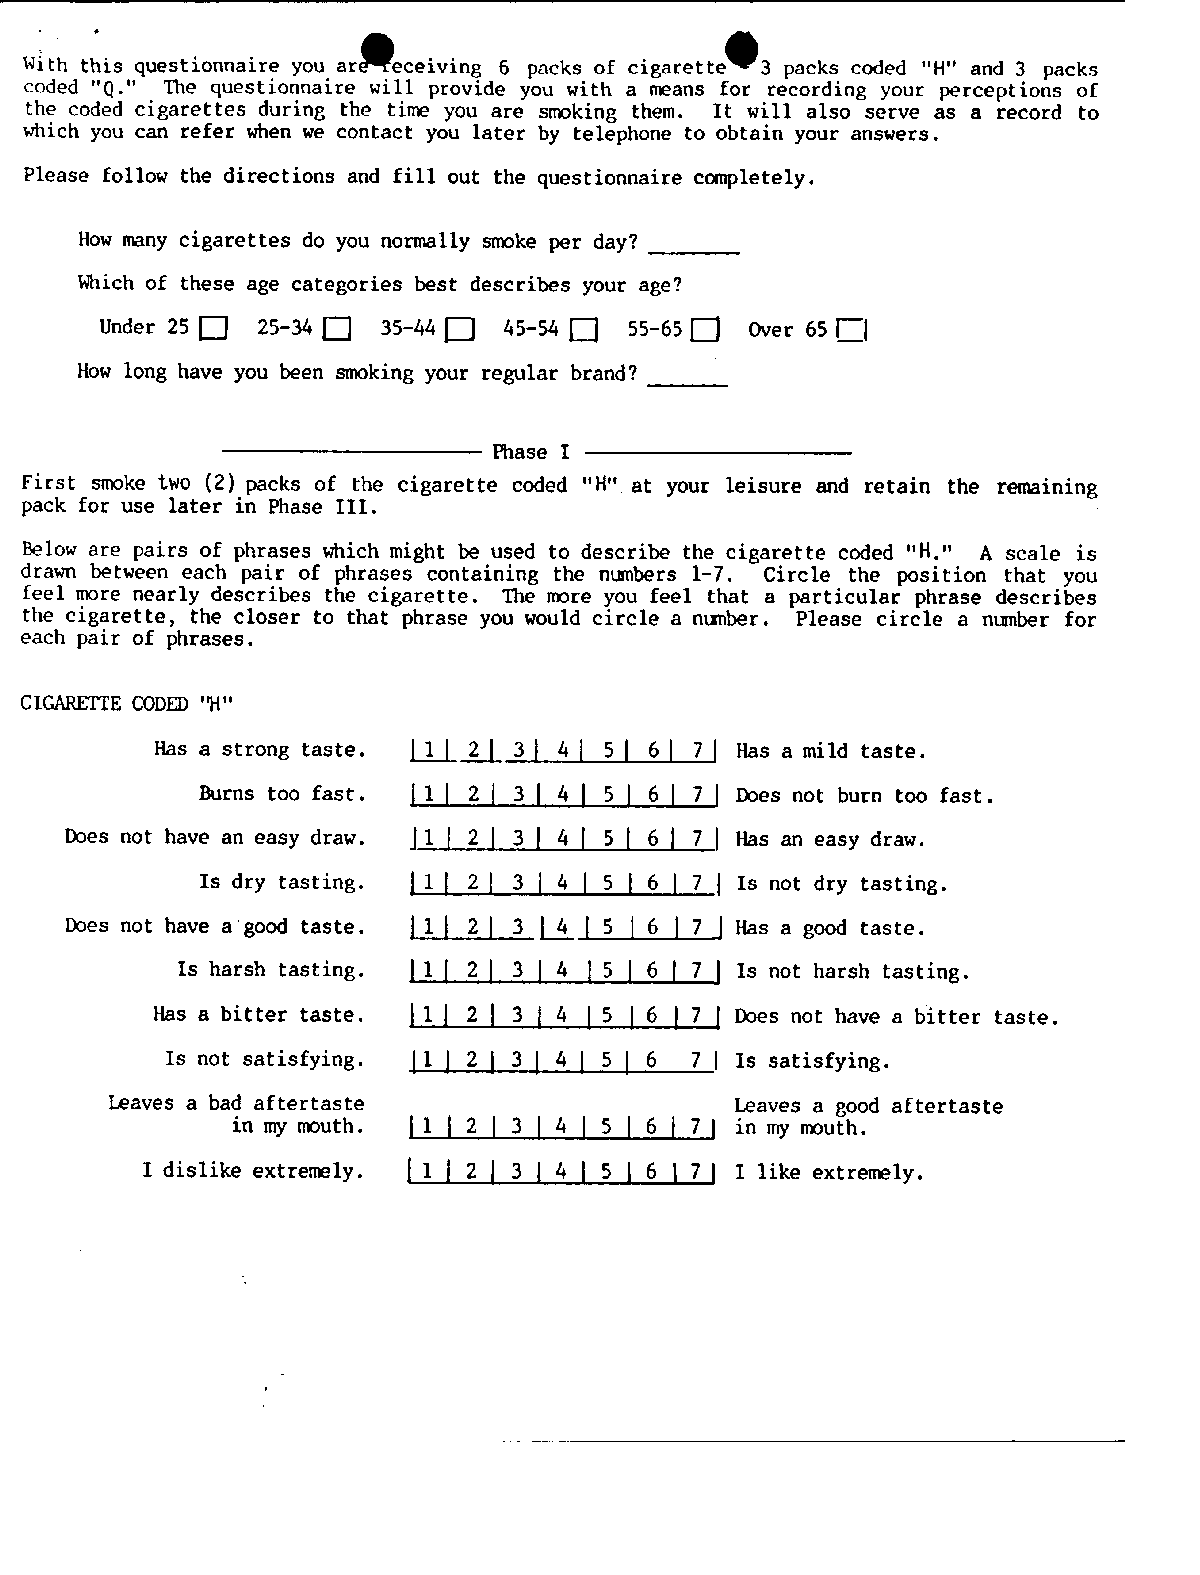 With this questionnaire you are receiving 6 packs of cigarette 3 packs coded "H" and 3 packs
coded "Q." The questionnaire will provide you with a means for recording your perceptions of
the coded cigarettes during the time you are smoking them. It will also serve as a record to
which you can refer when we contact you later by telephone to obtain your answers.
Please follow the directions and fill out the questionnaire completely.
How many cigarettes do you normally smoke per day?
Which of these age categories best describes your age?
Under 25 25-34 35-44 45-54 55-65 Over 65
How long have you been smoking your regular brand?
Phase I
First smoke two (2) packs of the cigarette coded "H" at your leisure and retain the remaining
pack for use later in Phase III.
Below are pairs of phrases which might be used to describe the cigarette coded "H." A scale is
drawn between each pair of phrases containing the numbers 1-7. Circle the position that you
feel more nearly describes the cigarette. The more you feel that a particular phrase describes
the cigarette, the closer to that phrase you would circle a number. Please circle a number for
each pair of phrases.
CIGARETTE CODED "H"
Has a strong taste. |1| 2| 3| 4| 5| 6| 7| Has a mild taste.
Burns too fast. |1| 2| 3| 4| 5| 6| 7| Does not burn too fast.
Does not have an easy draw. |1| 2| 3| 4| 5| 6| 7| Has an easy draw.
Is dry tasting. |1| 2| 3| 4| 5| 6| 7| Is not dry tasting.
Does not have a good taste. |1| 2| 3| 4| 5| 6| 7| Has a good taste.
Is harsh tasting. |1| 2| 3| 4| 5| 6| 7| Is not harsh tasting.
Has a bitter taste. |1| 2| 3| 4| 5| 6| 7| Does not have a bitter taste.
Is not satisfying. |1| 2| 3| 4| 5| 6 7| Is satisfying.
Leaves a bad aftertaste Leaves a good aftertaste
in my mouth. |1| 2| 3| 4| 5| 6| 7| in my mouth.
I dislike extremely. |1| 2| 3| 4| 5| 6| 7| I like extremely.